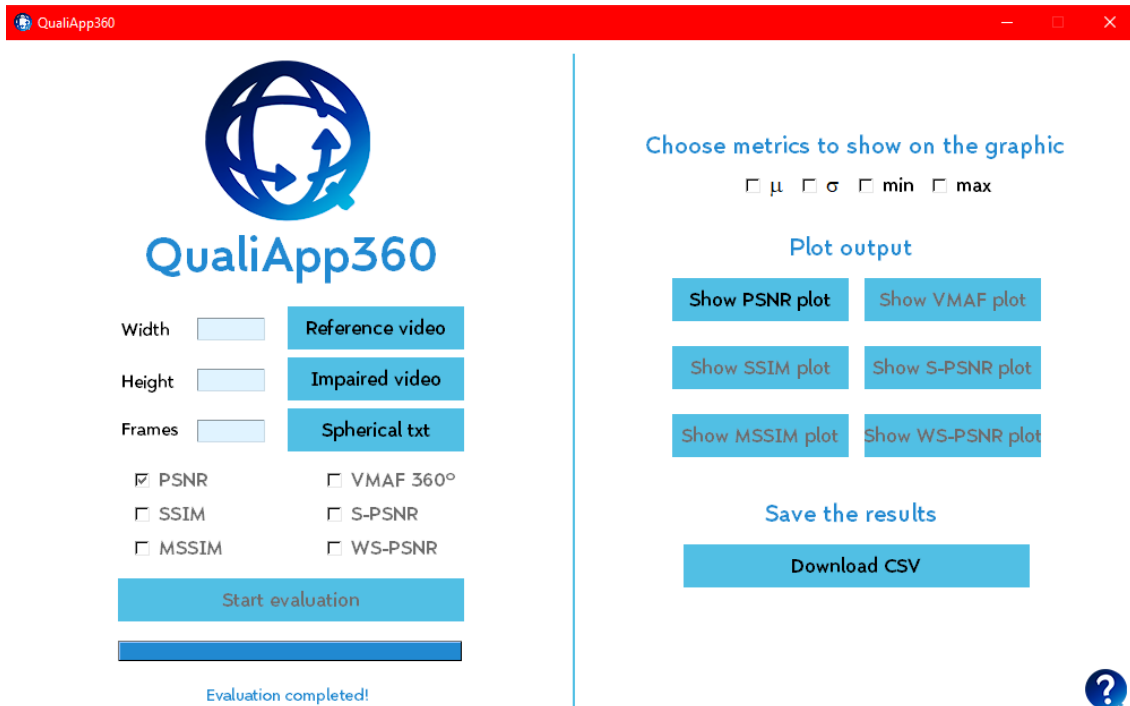 QualiApp360
QualiApp360
Width
Reference video
Height
Impaired video
Frames
Spherical txt
PSNR
VMAF 360º
SSIM
S-PSNR
MSSIM
WS-PSNR
Start evaluation
Evaluation completed!
Choose metrics to show on the graphic
μ σ min max
Plot output
Show PSNR plot
Show VMAF plot
Show SSIM plot
Show S-PSNR plot
Show MSSIM plot
Show WS-PSNR plot
Save the results
Download CSV
?